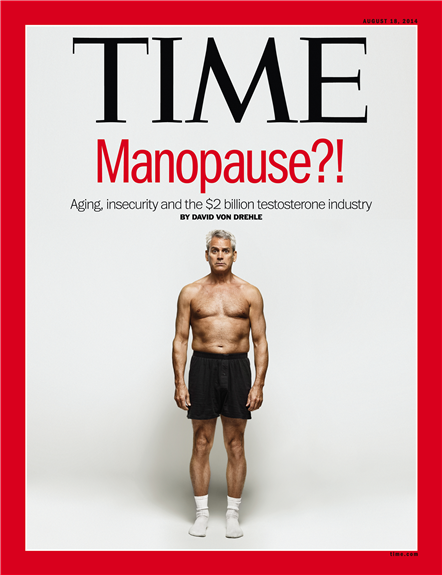 AUGUST 18, 2014
TIME
Manopause?!
Aging, insecurity and the $2 billion testosterone industry
BY DAVID VON DREHLE
time.com